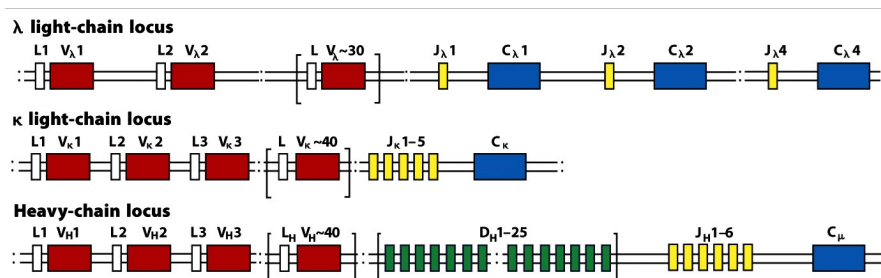 λ light-chain locus
L1 Vλ1 L2 Vλ2 L Vλ~30 Jλ1 Cλ1 Jλ2 Cλ2 Jλ4 Cλ4
κ light-chain locus
L1 Vκ1 L2 Vκ2 L3 Vκ3 L Vκ~40 Jκ1–5 Cκ
Heavy-chain locus
L1 VH1 L2 VH2 L3 VH3 LH VH~40 DH1–25 JH1–6 Cμ